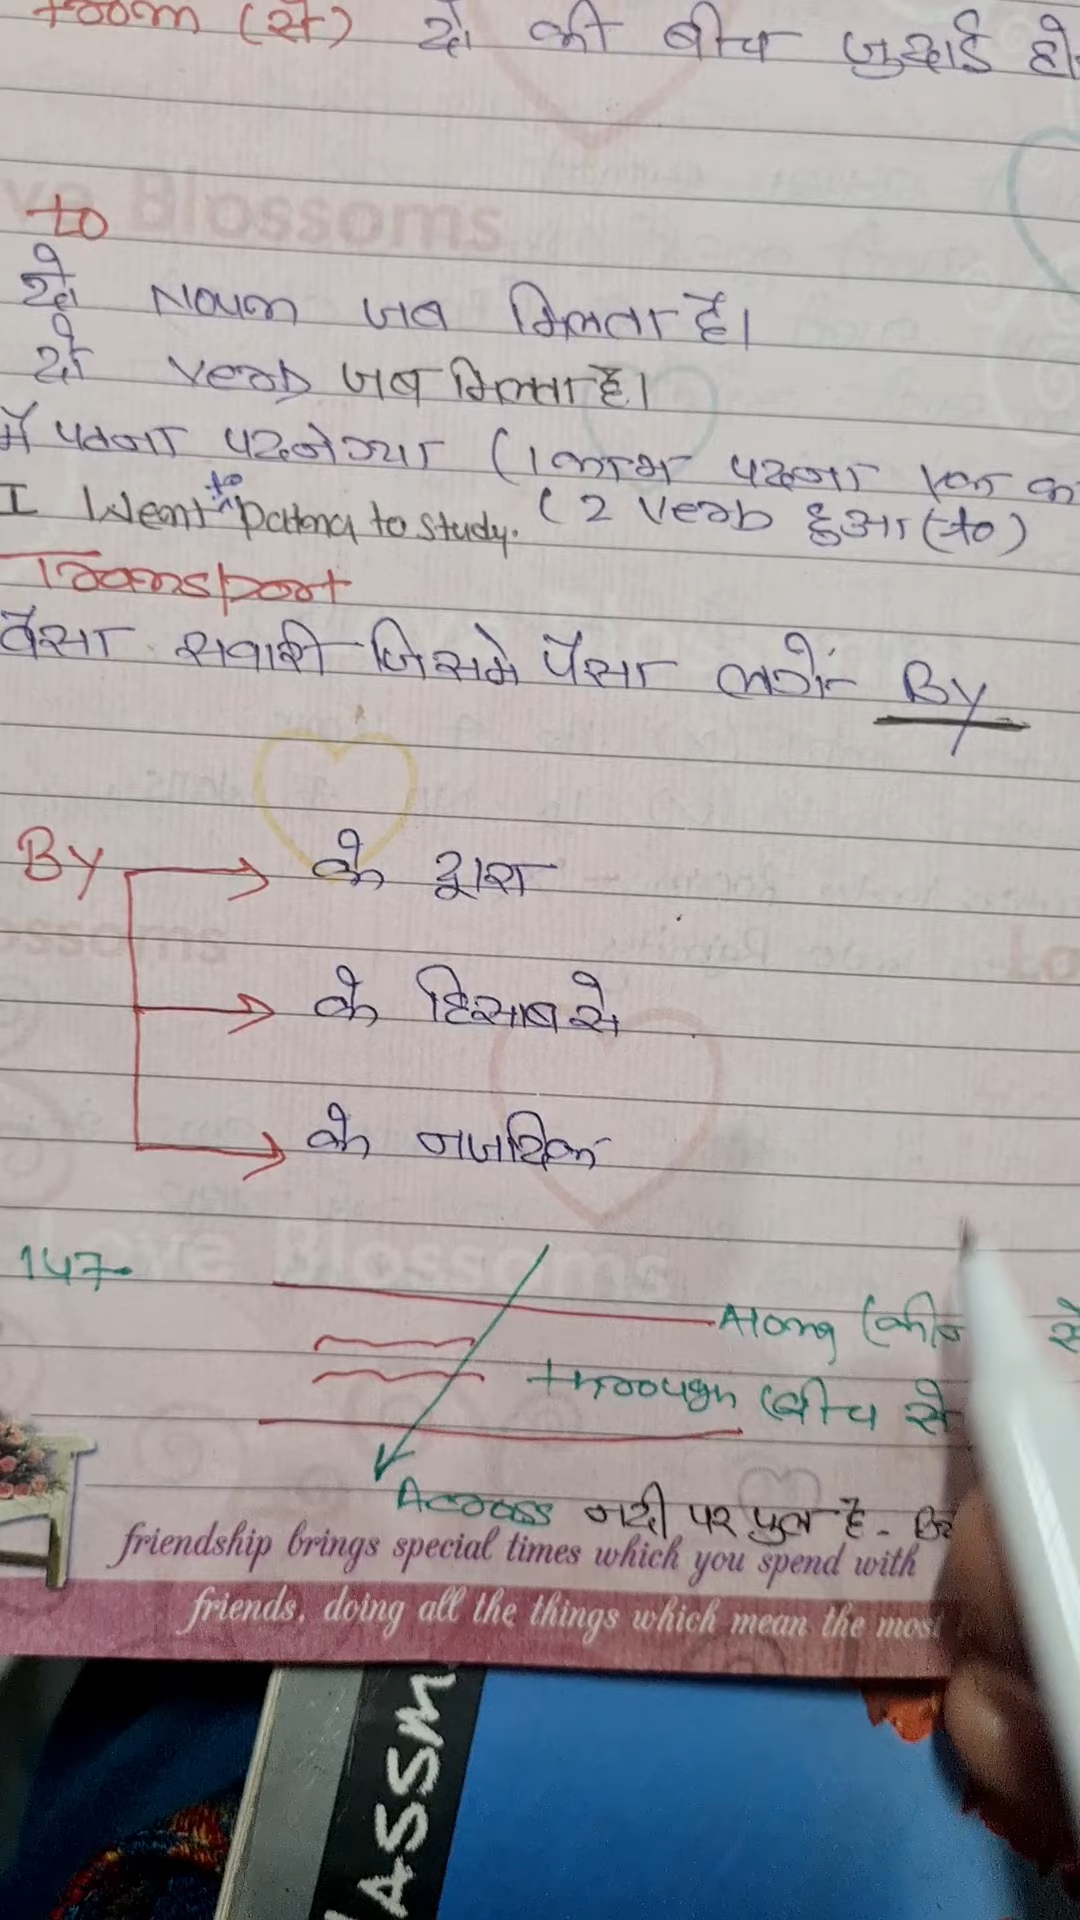 from (से) दो की बीच जुदाई हो
to
दो Noun जब मिलता है।
दो verb जब मिलता है।
में पटना पढ़ने गया (1 काम पढ़ना
I went to patna to study. (2 verb हुआ (to)
Transport
वैसा सवारी जिसमे पैसा लगे- By
By के द्वारा
के हिसाब से
के नजदिक
147.
Along
through (बीच से
Across नदी पर पुल है -
friendship brings special times which you spend with
friends, doing all the things which mean the most
ASSM